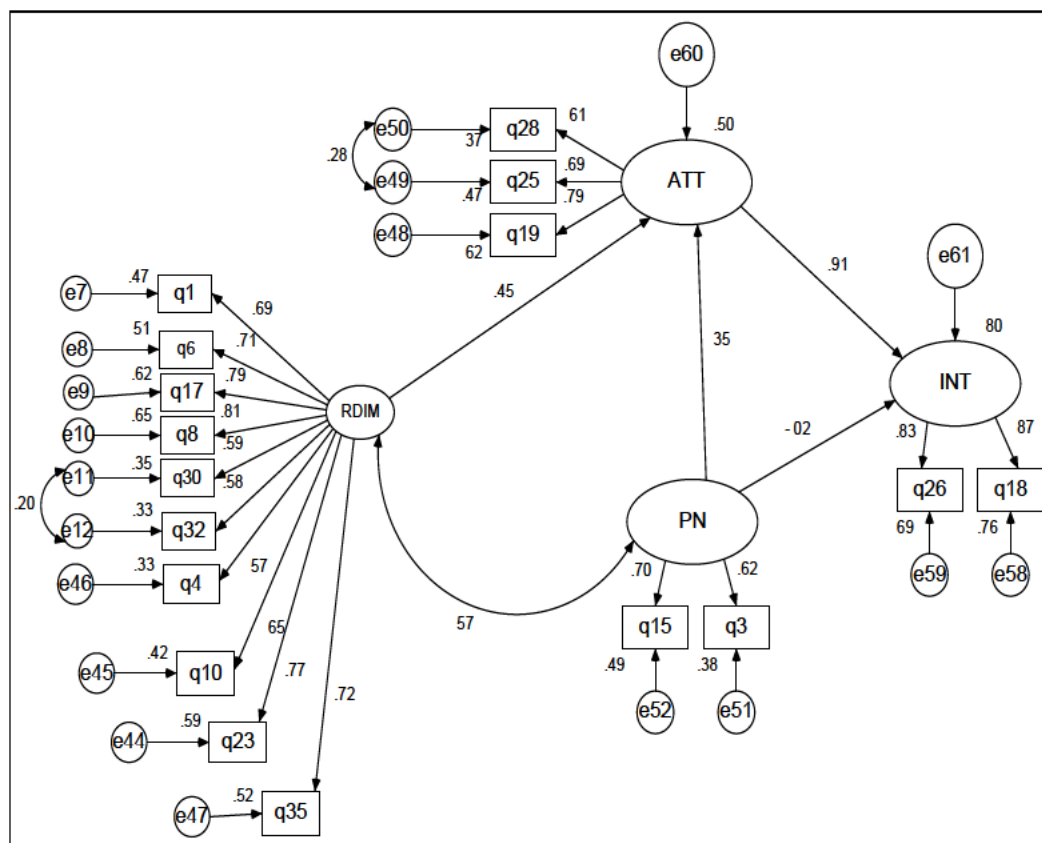 e60
.50
e50
37
q28
61
.28
e49
.47
q25
.69
ATT
e48
62
q19
.79
e7
.47
q1
.69
.45
.91
e61
e8
51
q6
.71
35
80
e9
.62
q17
.79
RDIM
INT
e10
.65
q8
.81
e11
.35
q30
.59
-02
.83
87
.20
e12
.33
q32
.58
PN
q26
q18
e46
.33
q4
57
69
.76
.70
.62
e59
e58
57
q15
q3
e45
.42
q10
65
.49
.38
e52
e51
e44
.59
q23
.77
.72
e47
.52
q35